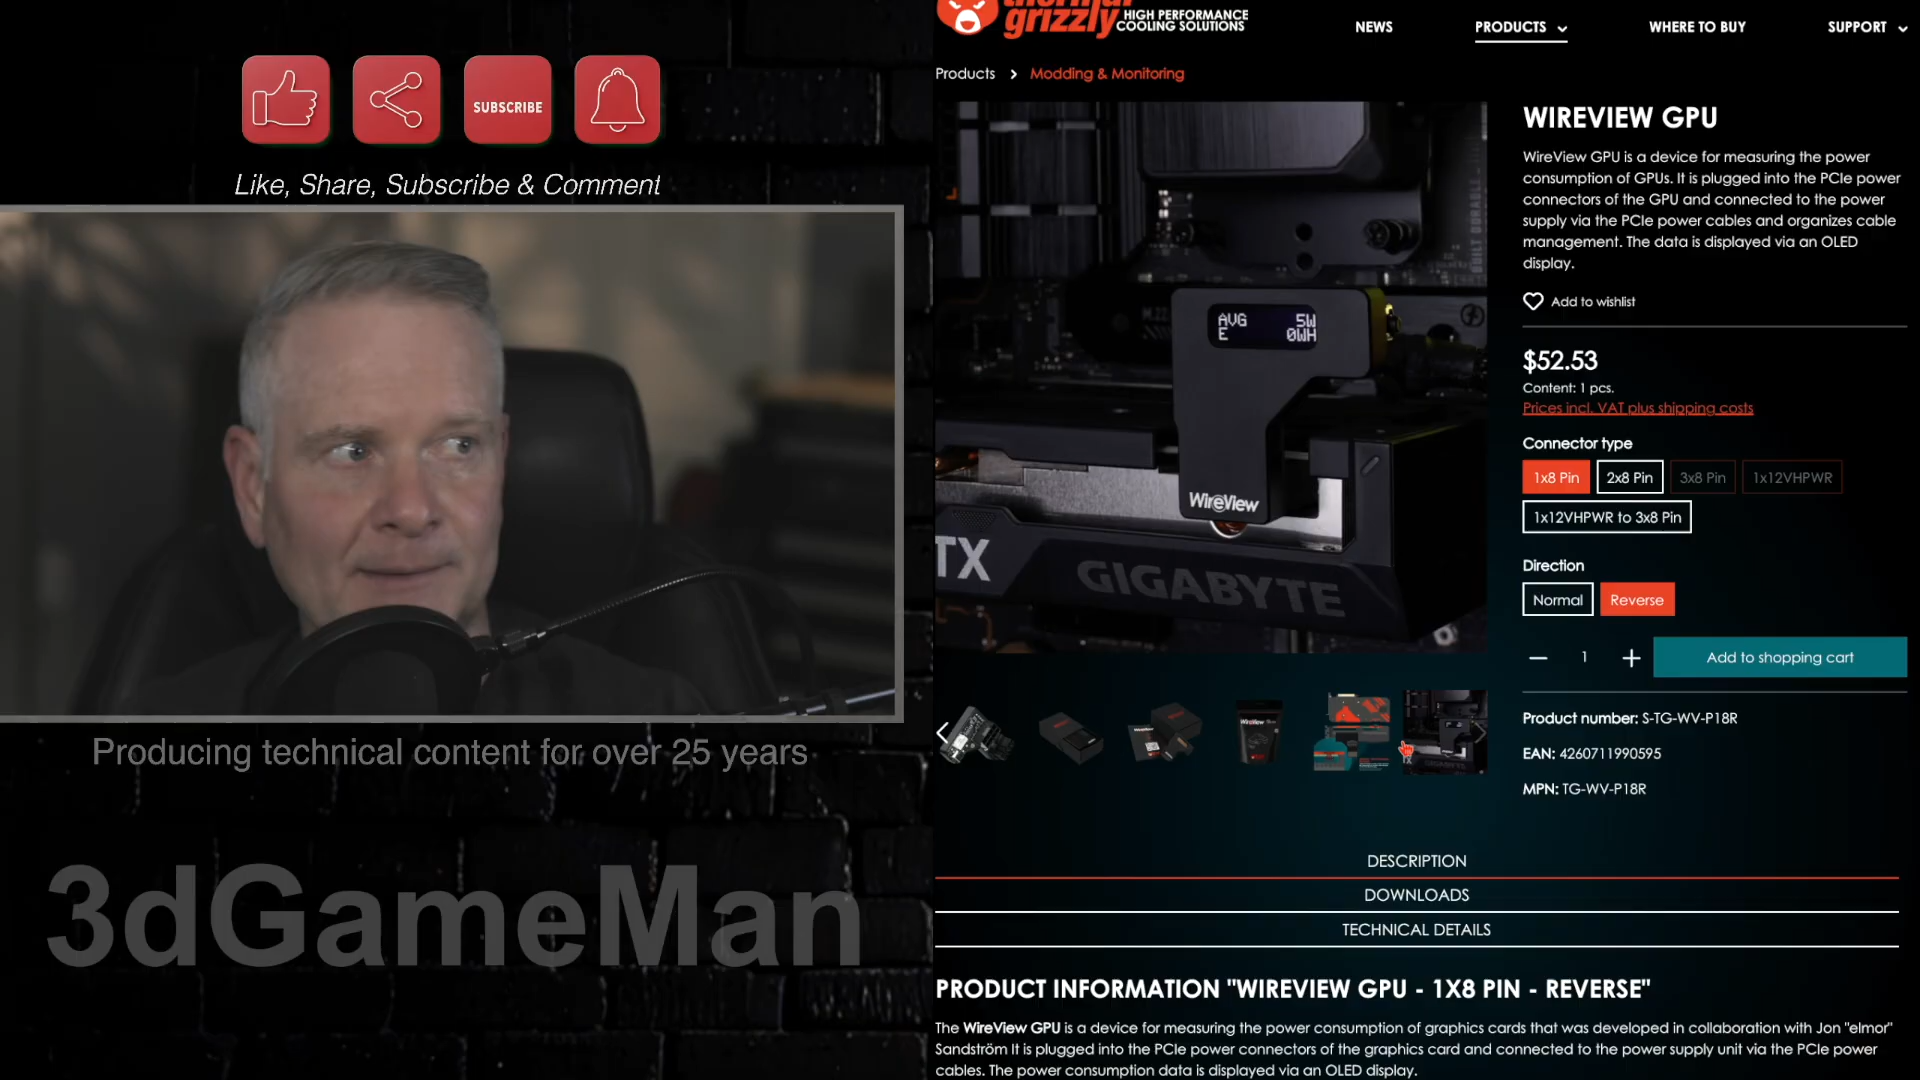 SUBSCRIBE
Like, Share, Subscribe & Comment
Producing technical content for over 25 years
3dGameMan
thermal
grizzly
HIGH PERFORMANCE
COOLING SOLUTIONS
NEWS
PRODUCTS
WHERE TO BUY
SUPPORT
Products
Modding & Monitoring
AVG 5W
E 0WH
WireView
TX
GIGABYTE
WIREVIEW GPU
WireView GPU is a device for measuring the power
consumption of GPUs. It is plugged into the PCIe power
connectors of the GPU and connected to the power
supply via the PCIe power cables and organizes cable
management. The data is displayed via an OLED
display.
Add to wishlist
$52.53
Content: 1 pcs.
Prices incl. VAT plus shipping costs
Connector type
1x8 Pin
2x8 Pin
3x8 Pin
1x12VHPWR
1x12VHPWR to 3x8 Pin
Direction
Normal
Reverse
1
Add to shopping cart
Product number: S-TG-WV-P18R
EAN: 4260711990595
MPN: TG-WV-P18R
DESCRIPTION
DOWNLOADS
TECHNICAL DETAILS
PRODUCT INFORMATION "WIREVIEW GPU - 1X8 PIN - REVERSE"
The WireView GPU is a device for measuring the power consumption of graphics cards that was developed in collaboration with Jon "elmor"
Sandström It is plugged into the PCIe power connectors of the graphics card and connected to the power supply unit via the PCIe power
cables. The power consumption data is displayed via an OLED display.